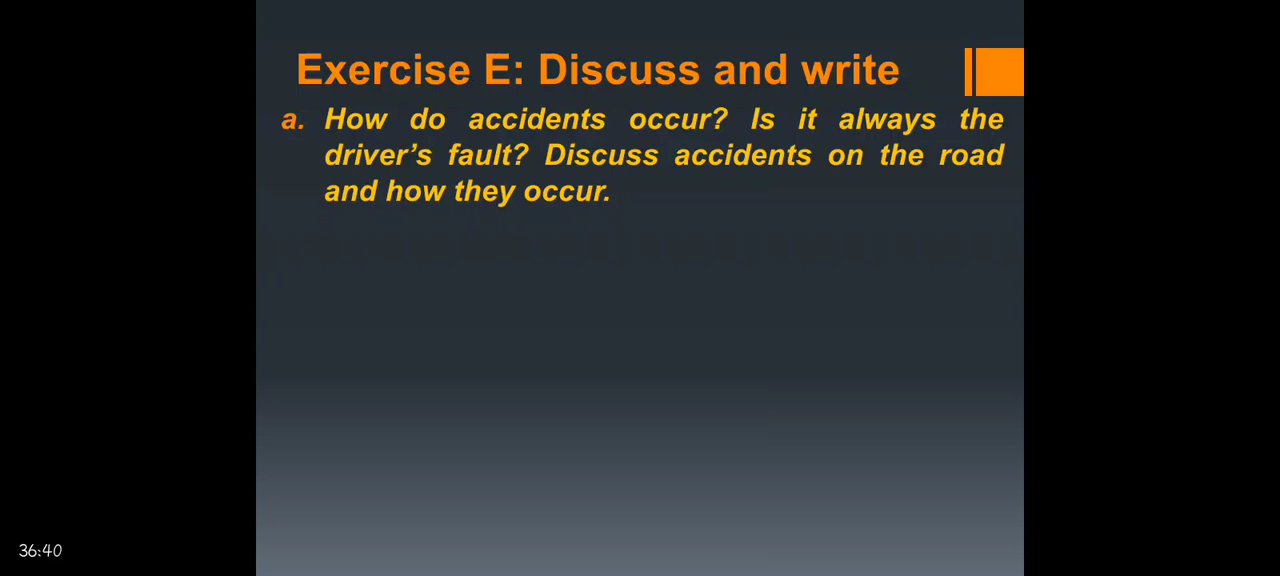 Exercise E: Discuss and write
a. How do accidents occur? Is it always the
driver's fault? Discuss accidents on the road
and how they occur.
36:40